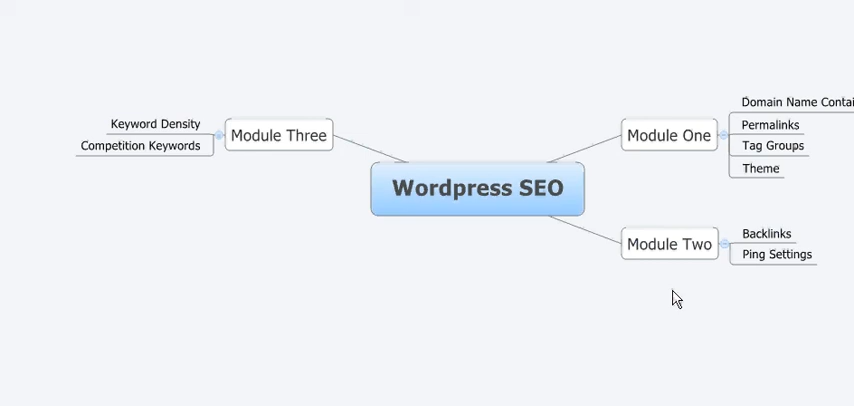 Wordpress SEO
Module One
Domain Name
Permalinks
Tag Groups
Theme
Module Two
Backlinks
Ping Settings
Module Three
Keyword Density
Competition Keywords